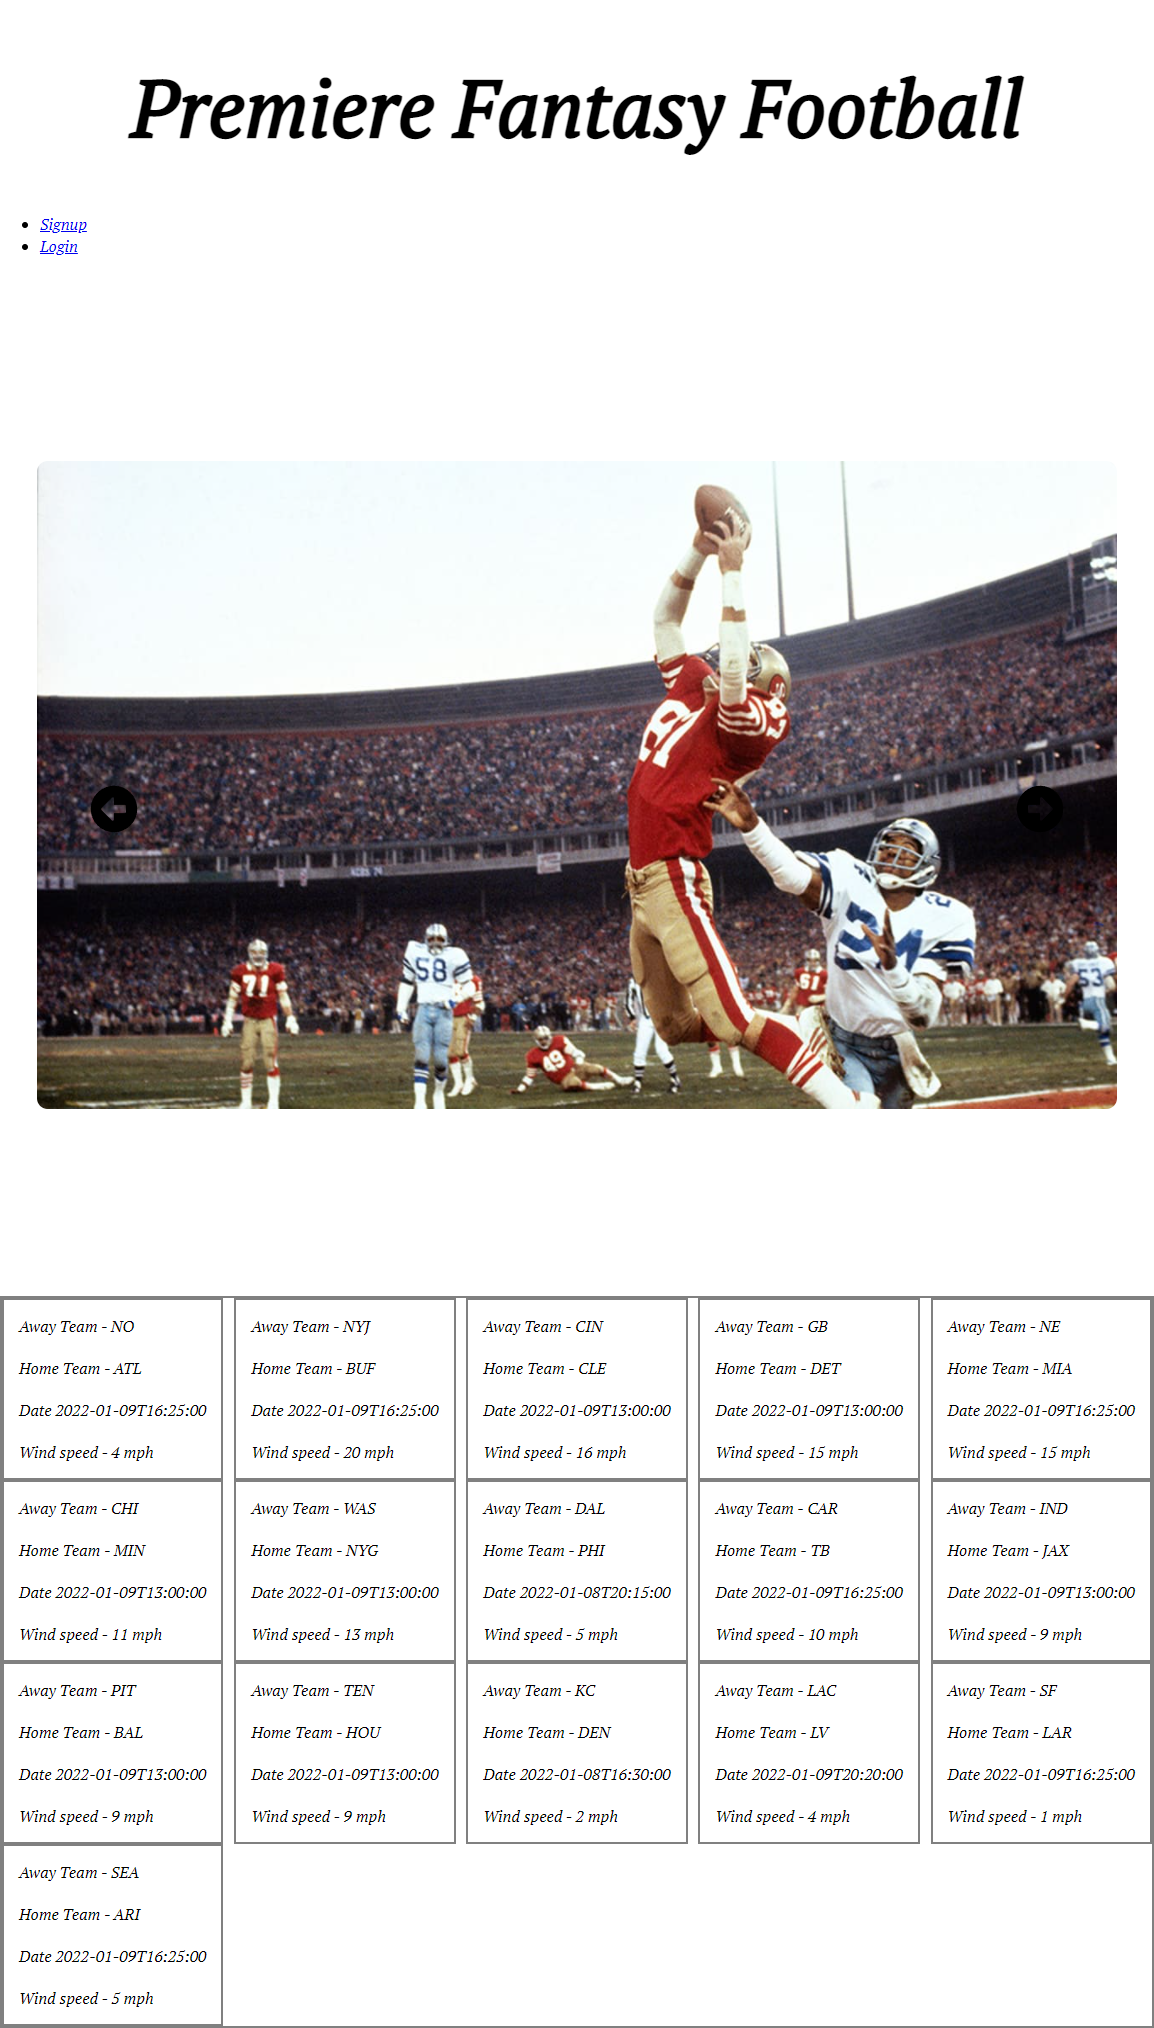 Premiere Fantasy Football
Signup
Login
87
87
71
58
49
61
53
Away Team - NO
Home Team - ATL
Date 2022-01-09T16:25:00
Wind speed - 4 mph
Away Team - NYJ
Home Team - BUF
Date 2022-01-09T16:25:00
Wind speed - 20 mph
Away Team - CIN
Home Team - CLE
Date 2022-01-09T13:00:00
Wind speed - 16 mph
Away Team - GB
Home Team - DET
Date 2022-01-09T13:00:00
Wind speed - 15 mph
Away Team - NE
Home Team - MIA
Date 2022-01-09T16:25:00
Wind speed - 15 mph
Away Team - CHI
Home Team - MIN
Date 2022-01-09T13:00:00
Wind speed - 11 mph
Away Team - WAS
Home Team - NYG
Date 2022-01-09T13:00:00
Wind speed - 13 mph
Away Team - DAL
Home Team - PHI
Date 2022-01-08T20:15:00
Wind speed - 5 mph
Away Team - CAR
Home Team - TB
Date 2022-01-09T16:25:00
Wind speed - 10 mph
Away Team - IND
Home Team - JAX
Date 2022-01-09T13:00:00
Wind speed - 9 mph
Away Team - PIT
Home Team - BAL
Date 2022-01-09T13:00:00
Wind speed - 9 mph
Away Team - TEN
Home Team - HOU
Date 2022-01-09T13:00:00
Wind speed - 9 mph
Away Team - KC
Home Team - DEN
Date 2022-01-08T16:30:00
Wind speed - 2 mph
Away Team - LAC
Home Team - LV
Date 2022-01-09T20:20:00
Wind speed - 4 mph
Away Team - SF
Home Team - LAR
Date 2022-01-09T16:25:00
Wind speed - 1 mph
Away Team - SEA
Home Team - ARI
Date 2022-01-09T16:25:00
Wind speed - 5 mph